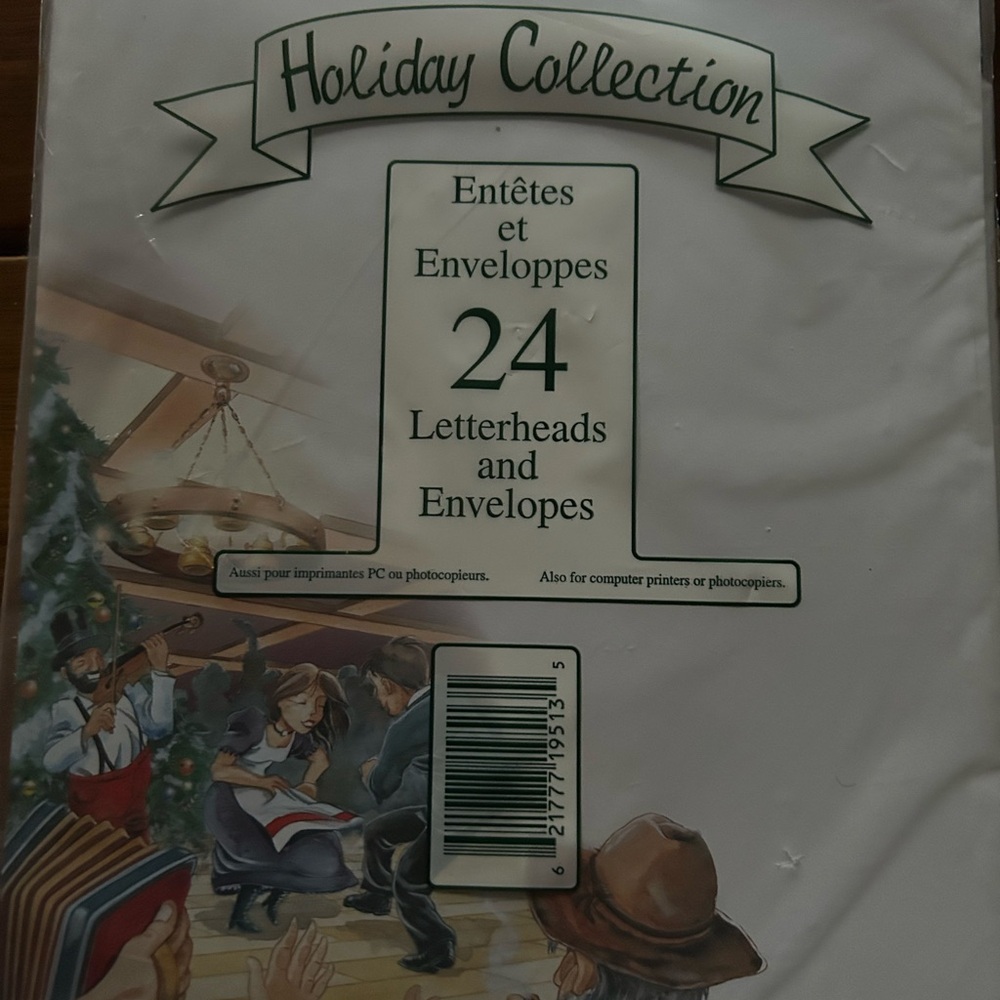 Holiday Collection
Entêtes
et
Enveloppes
24
Letterheads
and
Envelopes
Aussi pour imprimantes PC ou photocopieurs.
Also for computer printers or photocopiers.
6 21777 19513 5